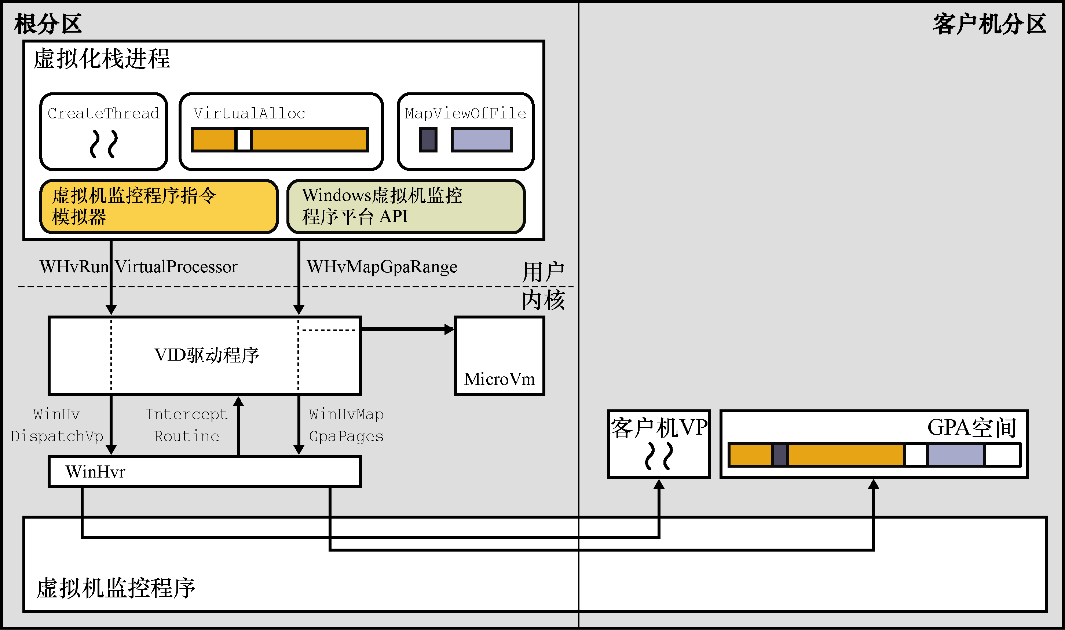 根分区
客户机分区
虚拟化栈进程
CreateThread
VirtualAlloc
MapViewOfFile
虚拟机监控程序指令
模拟器
Windows虚拟机监控
程序平台 API
WHvRun VirtualProcessor
WHvMapGpaRange
用户
内核
VID驱动程序
MicroVm
WinHv
DispatchVp
Intercept
Routine
WinHvMap
GpaPages
客户机VP
GPA空间
WinHvr
虚拟机监控程序